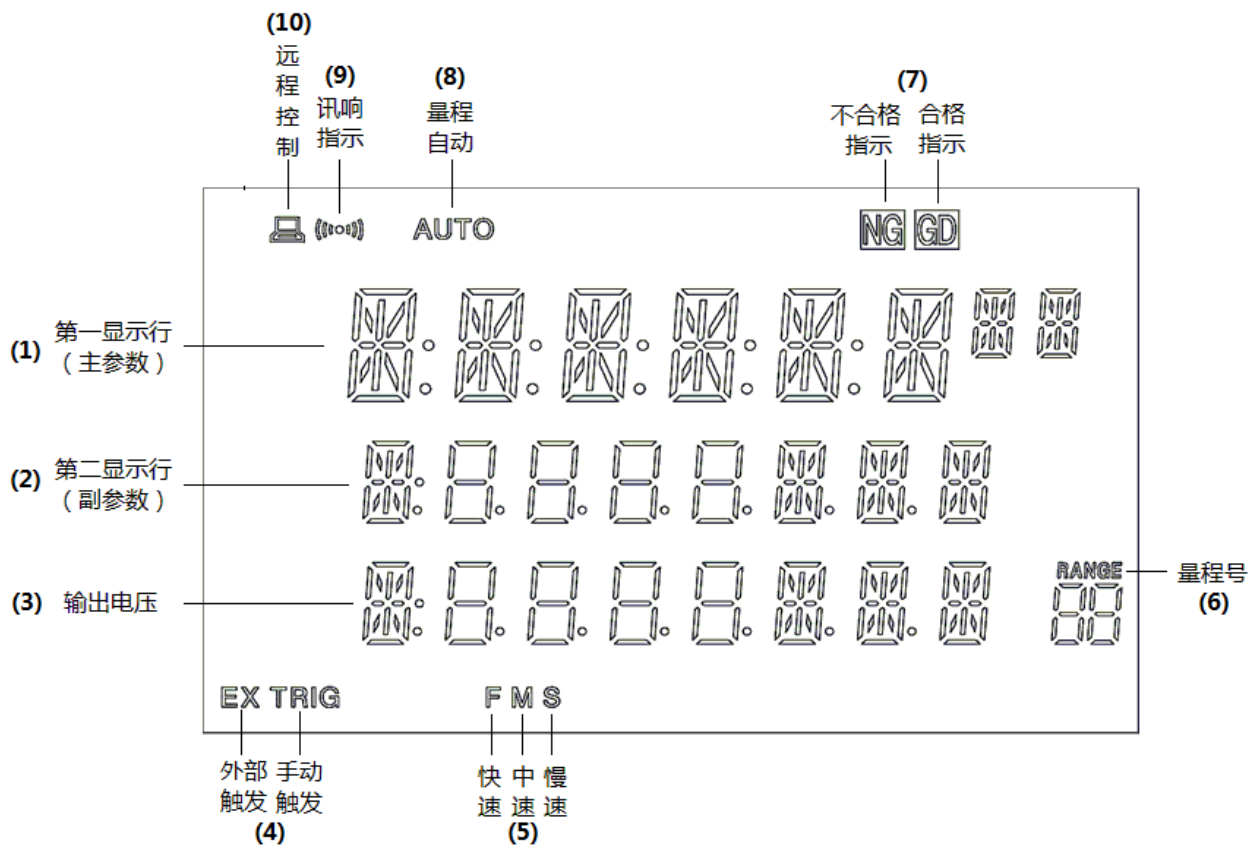 (10)
远
程
控
制
(9)
讯响
指示
(8)
量程
自动
(7)
不合格
指示
合格
指示
AUTO
NG GD
(1)
第一显示行
（主参数）
(2)
第二显示行
（副参数）
(3)
输出电压
RANGE
量程号
(6)
EX TRIG
F M S
外部
触发
手动
触发
(4)
快
速
中
速
慢
速
(5)